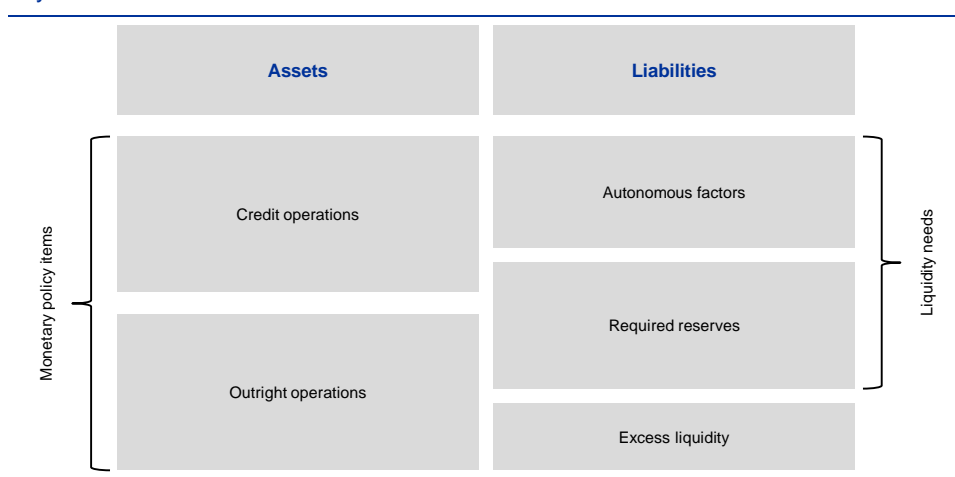 Assets
Liabilities
Monetary policy items
Credit operations
Outright operations
Autonomous factors
Required reserves
Excess liquidity
Liquidity needs